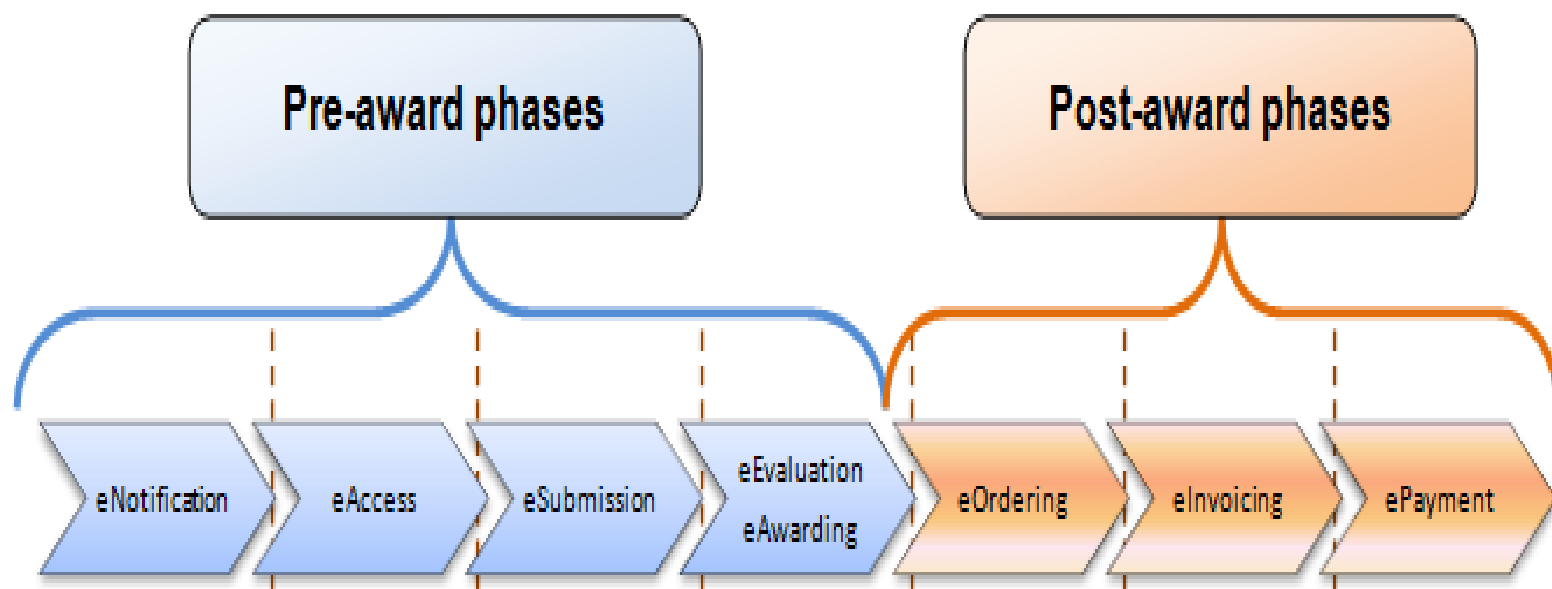 Pre-award phases
Post-award phases
eNotification
eAccess
eSubmission
eEvaluation
eAwarding
eOrdering
eInvoicing
ePayment